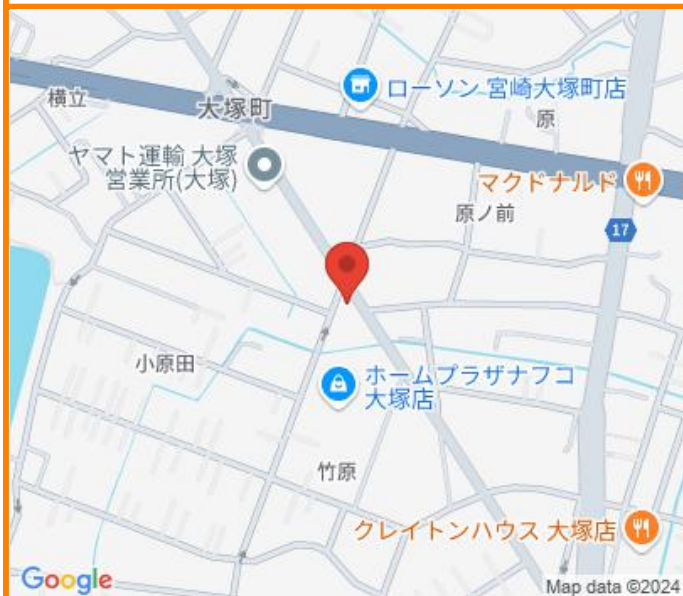 ローソン 宮崎大塚町店
横立
大塚町
原
ヤマト運輸 大塚
営業所(大塚)
マクドナルド
原ノ前
17
小原田
ホームプラザナフコ
大塚店
竹原
クレイトンハウス 大塚店
Google
Map data ©2024